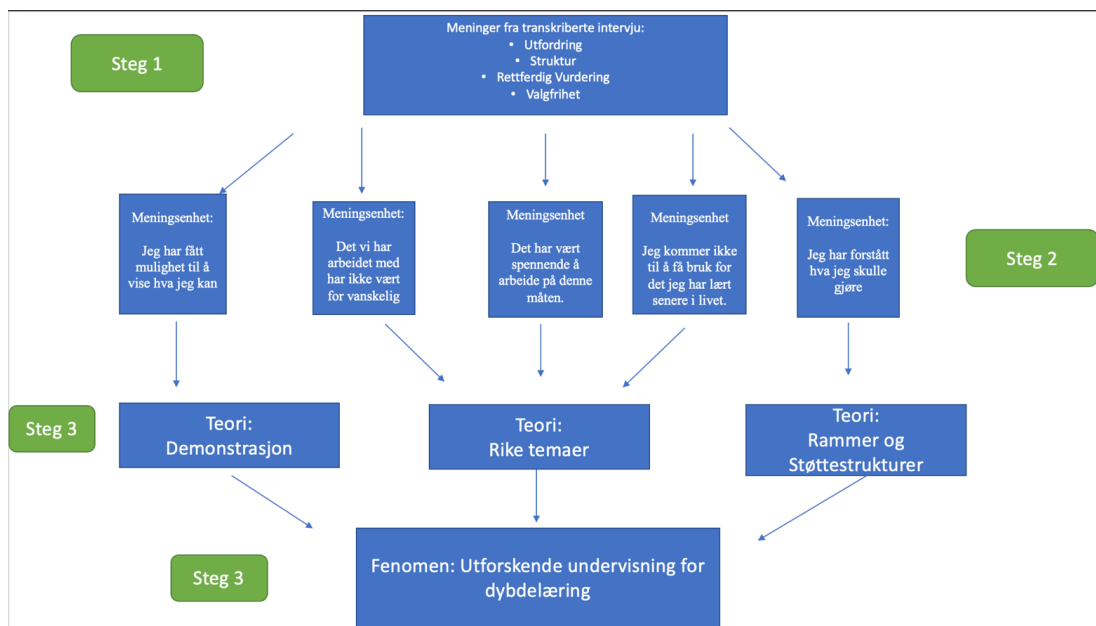 Steg 1
Meninger fra transkriberte intervju:
• Utfordring
• Struktur
• Rettferdig Vurdering
• Valgfrihet
Meningsenhet:
Jeg har fått
mulighet til å
vise hva jeg kan
Meningsenhet:
Det vi har
arbeidet med
har ikke vært
for vanskelig
Meningsenhet
Det har vært
spennende å
arbeide på denne
måten.
Meningsenhet
Jeg kommer ikke
til å få bruk for
det jeg har lært
senere i livet.
Meningsenhet:
Jeg har forstått
hva jeg skulle
gjøre
Steg 2
Steg 3
Teori:
Demonstrasjon
Teori:
Rike temaer
Teori:
Rammer og
Støttestrukturer
Steg 3
Fenomen: Utforskende undervisning for
dybdelæring